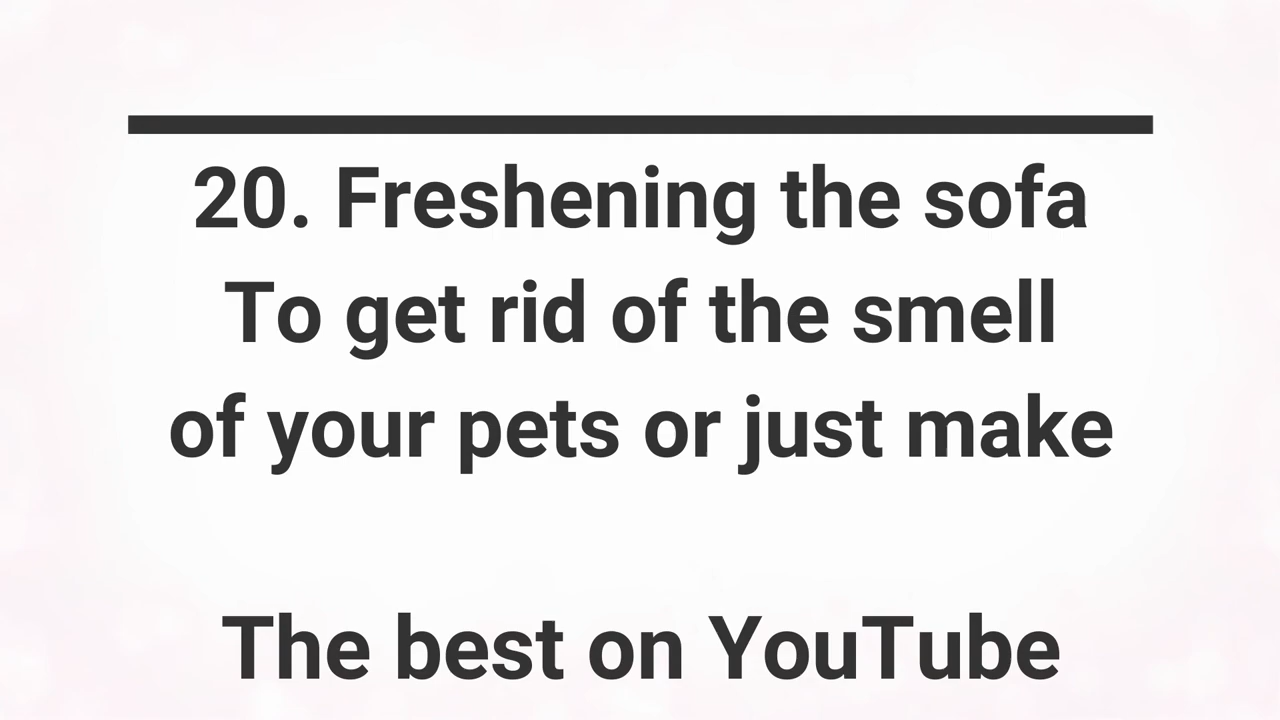 20. Freshening the sofa
To get rid of the smell
of your pets or just make
The best on YouTube